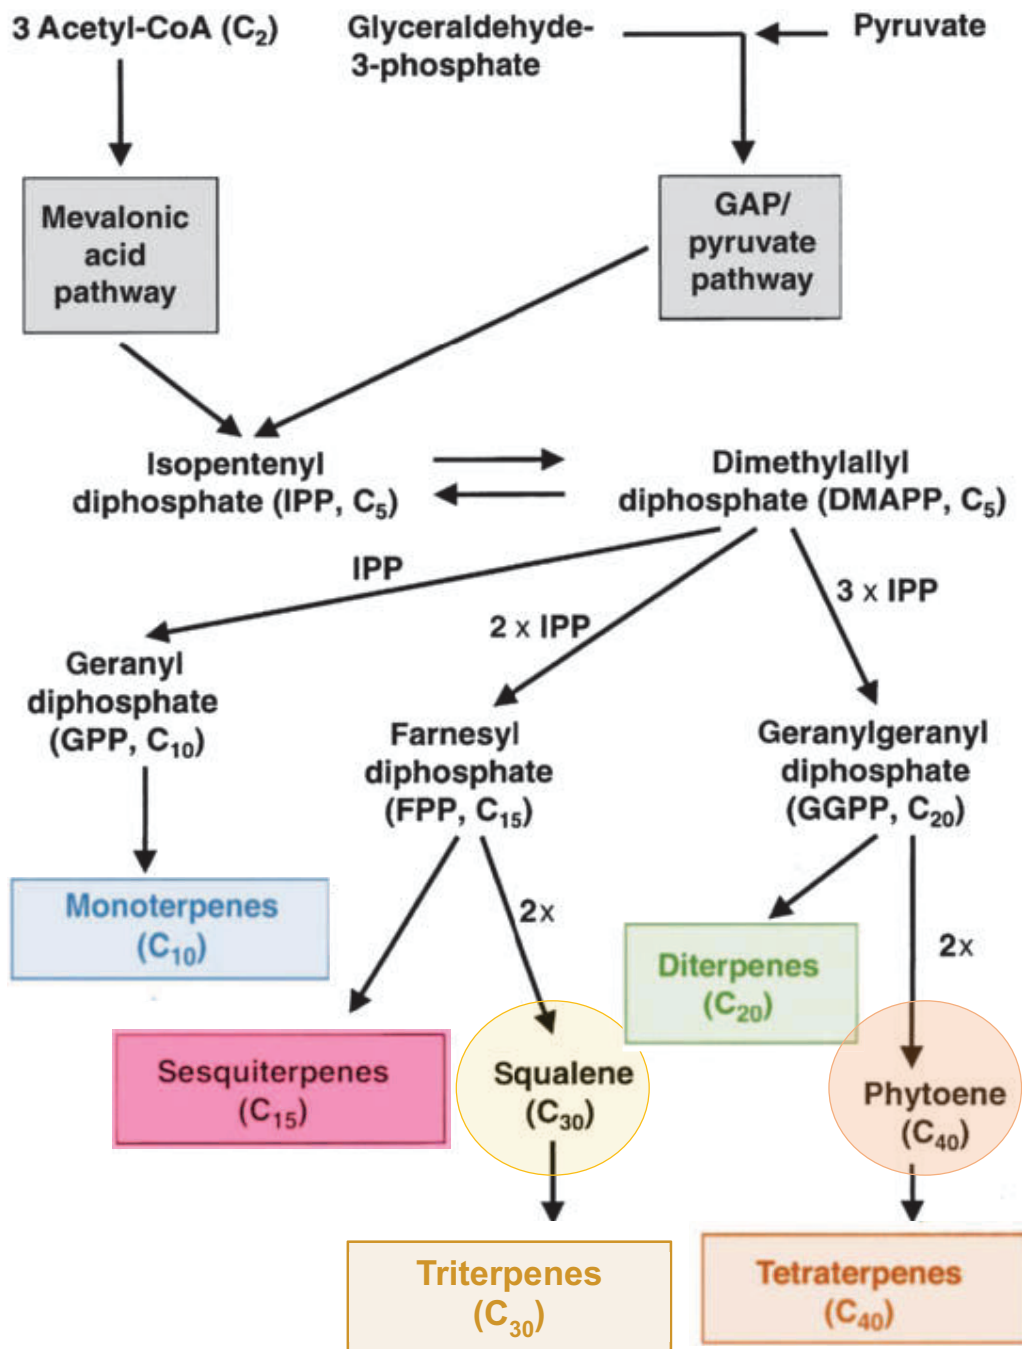 3 Acetyl-CoA (C2)
Glyceraldehyde-
3-phosphate
Pyruvate
Mevalonic
acid
pathway
GAP/
pyruvate
pathway
Isopentenyl
diphosphate (IPP, C5)
Dimethylallyl
diphosphate (DMAPP, C5)
IPP
2 x IPP
3 x IPP
Geranyl
diphosphate
(GPP, C10)
Farnesyl
diphosphate
(FPP, C15)
Geranylgeranyl
diphosphate
(GGPP, C20)
Monoterpenes
(C10)
2x
2x
Diterpenes
(C20)
Sesquiterpenes
(C15)
Squalene
(C30)
Phytoene
(C40)
Triterpenes
(C30)
Tetraterpenes
(C40)